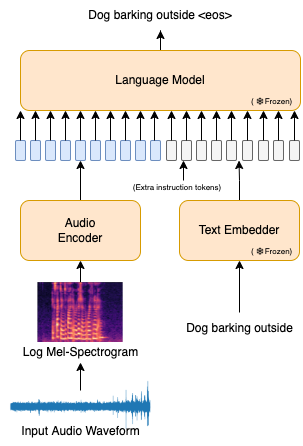 Dog barking outside <eos>
Language Model
(❄Frozen)
(Extra instruction tokens)
Audio
Encoder
Text Embedder
(❄Frozen)
Log Mel-Spectrogram
Dog barking outside
Input Audio Waveform